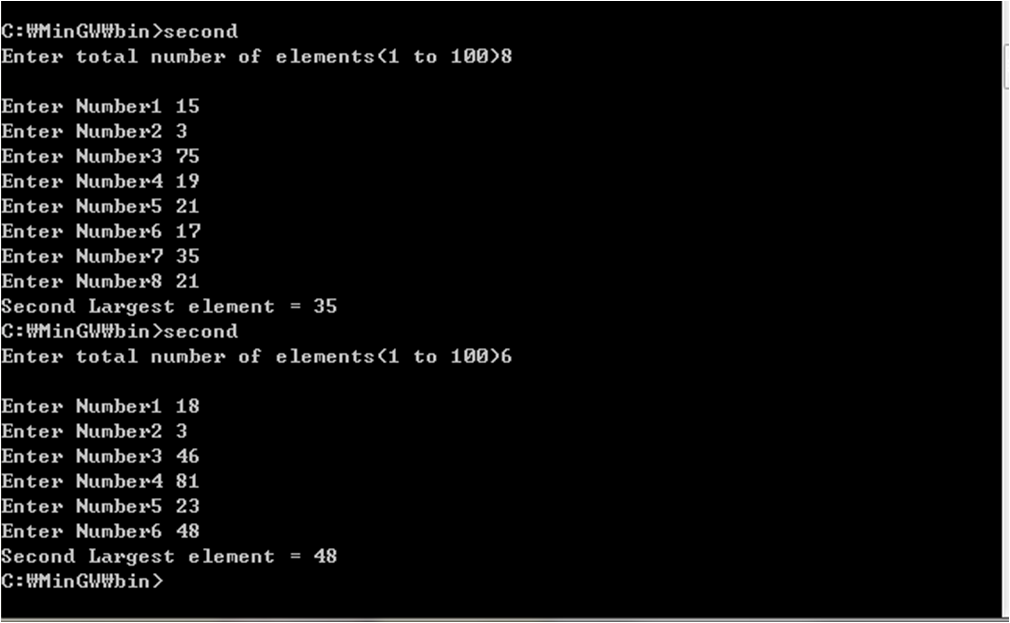 C:₩MinGW₩bin>second
Enter total number of elements(1 to 100)8
Enter Number1 15
Enter Number2 3
Enter Number3 75
Enter Number4 19
Enter Number5 21
Enter Number6 17
Enter Number7 35
Enter Number8 21
Second Largest element = 35
C:₩MinGW₩bin>second
Enter total number of elements(1 to 100)6
Enter Number1 18
Enter Number2 3
Enter Number3 46
Enter Number4 81
Enter Number5 23
Enter Number6 48
Second Largest element = 48
C:₩MinGW₩bin>